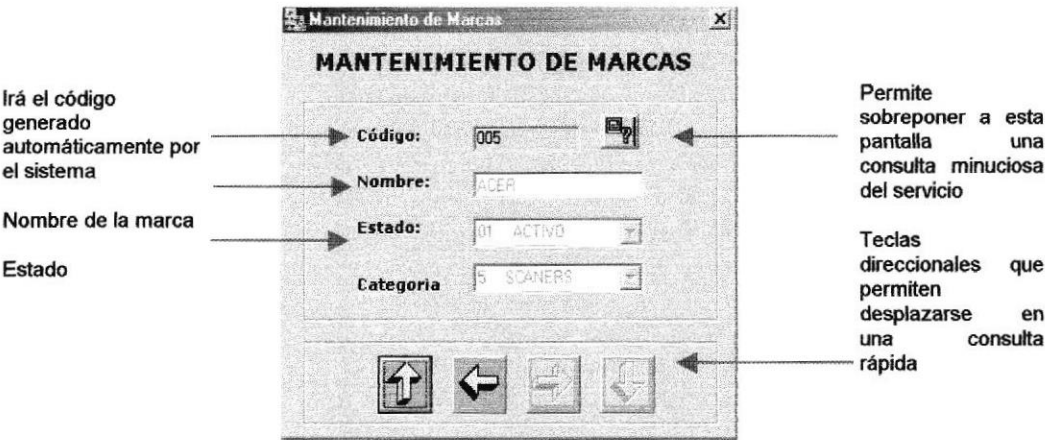 Mantenimiento de Marcas
MANTENIMIENTO DE MARCAS
Irá el código
generado
automáticamente por
el sistema
Nombre de la marca
Estado
Código:
005
Nombre:
ACER
Estado:
01 ACTIVO
Categoria
5 SCANERS
Permite
sobreponer a esta
pantalla una
consulta minuciosa
del servicio
Teclas
direccionales que
permiten
desplazarse en
una consulta
rápida